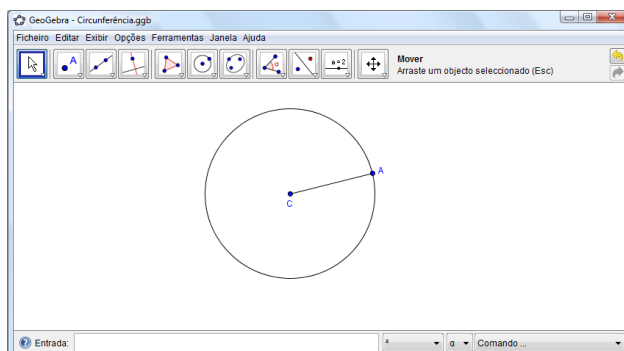 GeoGebra - Circunferência.ggb
Ficheiro Editar Exibir Opções Ferramentas Janela Ajuda
A
α
a = 2
Mover
Arraste um objecto seleccionado (Esc)
A
C
Entrada:
α
Comando ...